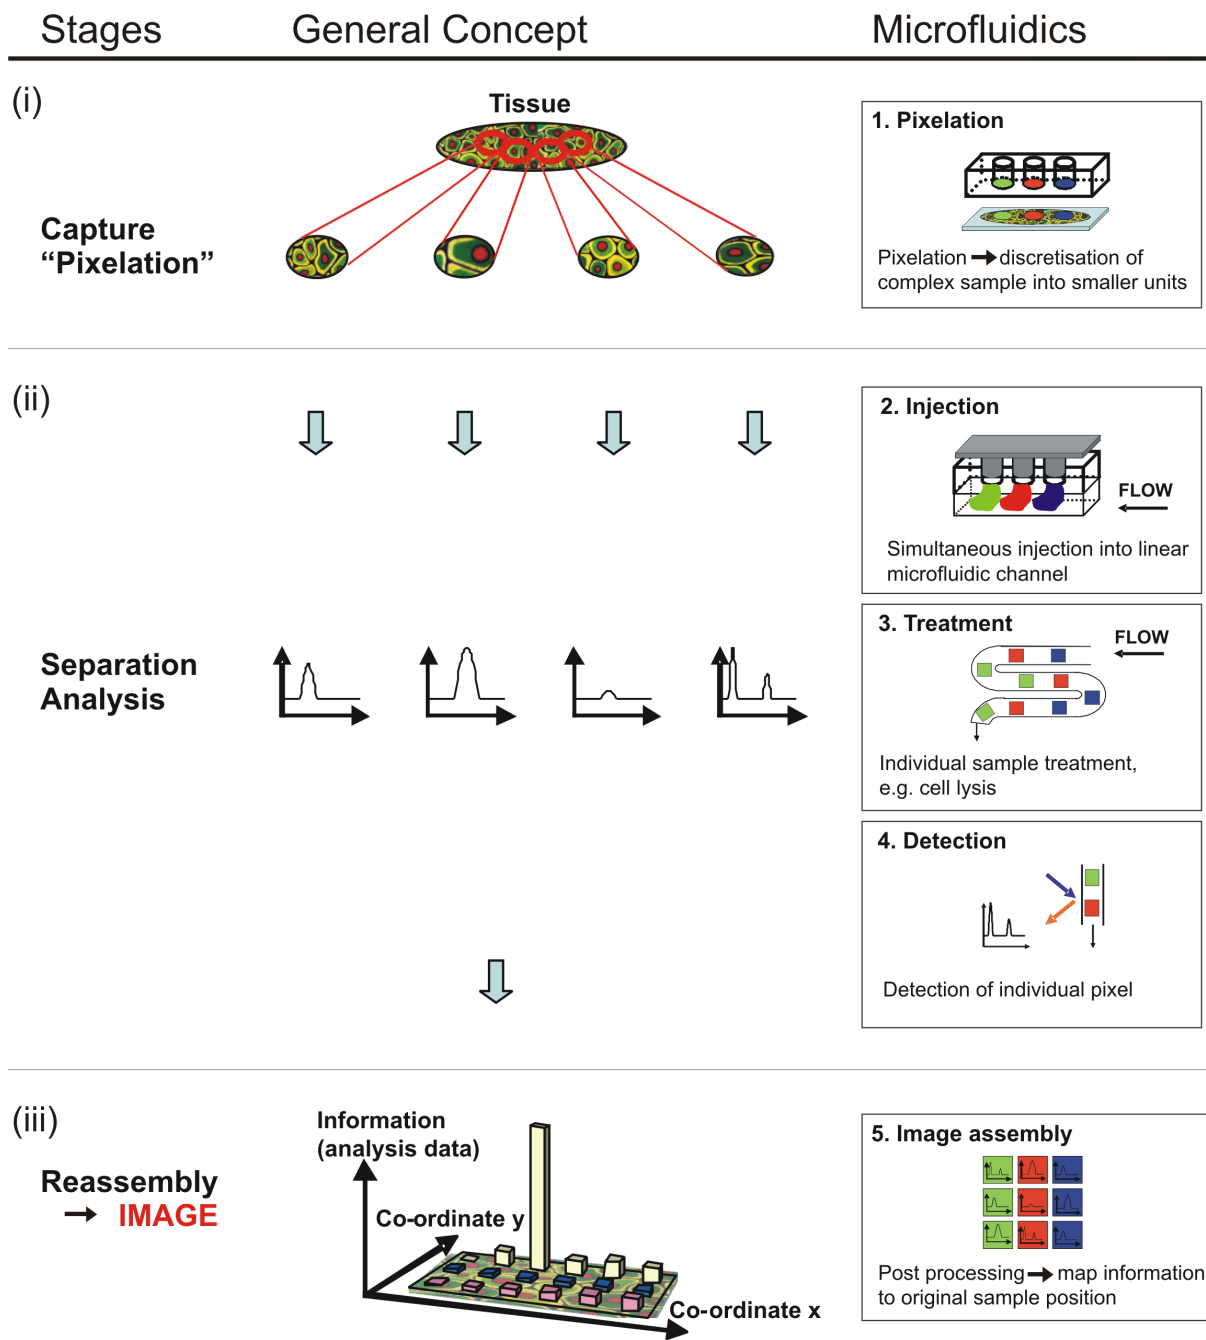 Stages General Concept Microfluidics
(i)
Tissue
Capture
“Pixelation”
1. Pixelation
Pixelation → discretisation of
complex sample into smaller units
(ii)
2. Injection
FLOW
Simultaneous injection into linear
microfluidic channel
Separation
Analysis
3. Treatment
FLOW
Individual sample treatment,
e.g. cell lysis
4. Detection
Detection of individual pixel
(iii)
Reassembly
→ IMAGE
Information
(analysis data)
Co-ordinate y
Co-ordinate x
5. Image assembly
Post processing → map information
to original sample position